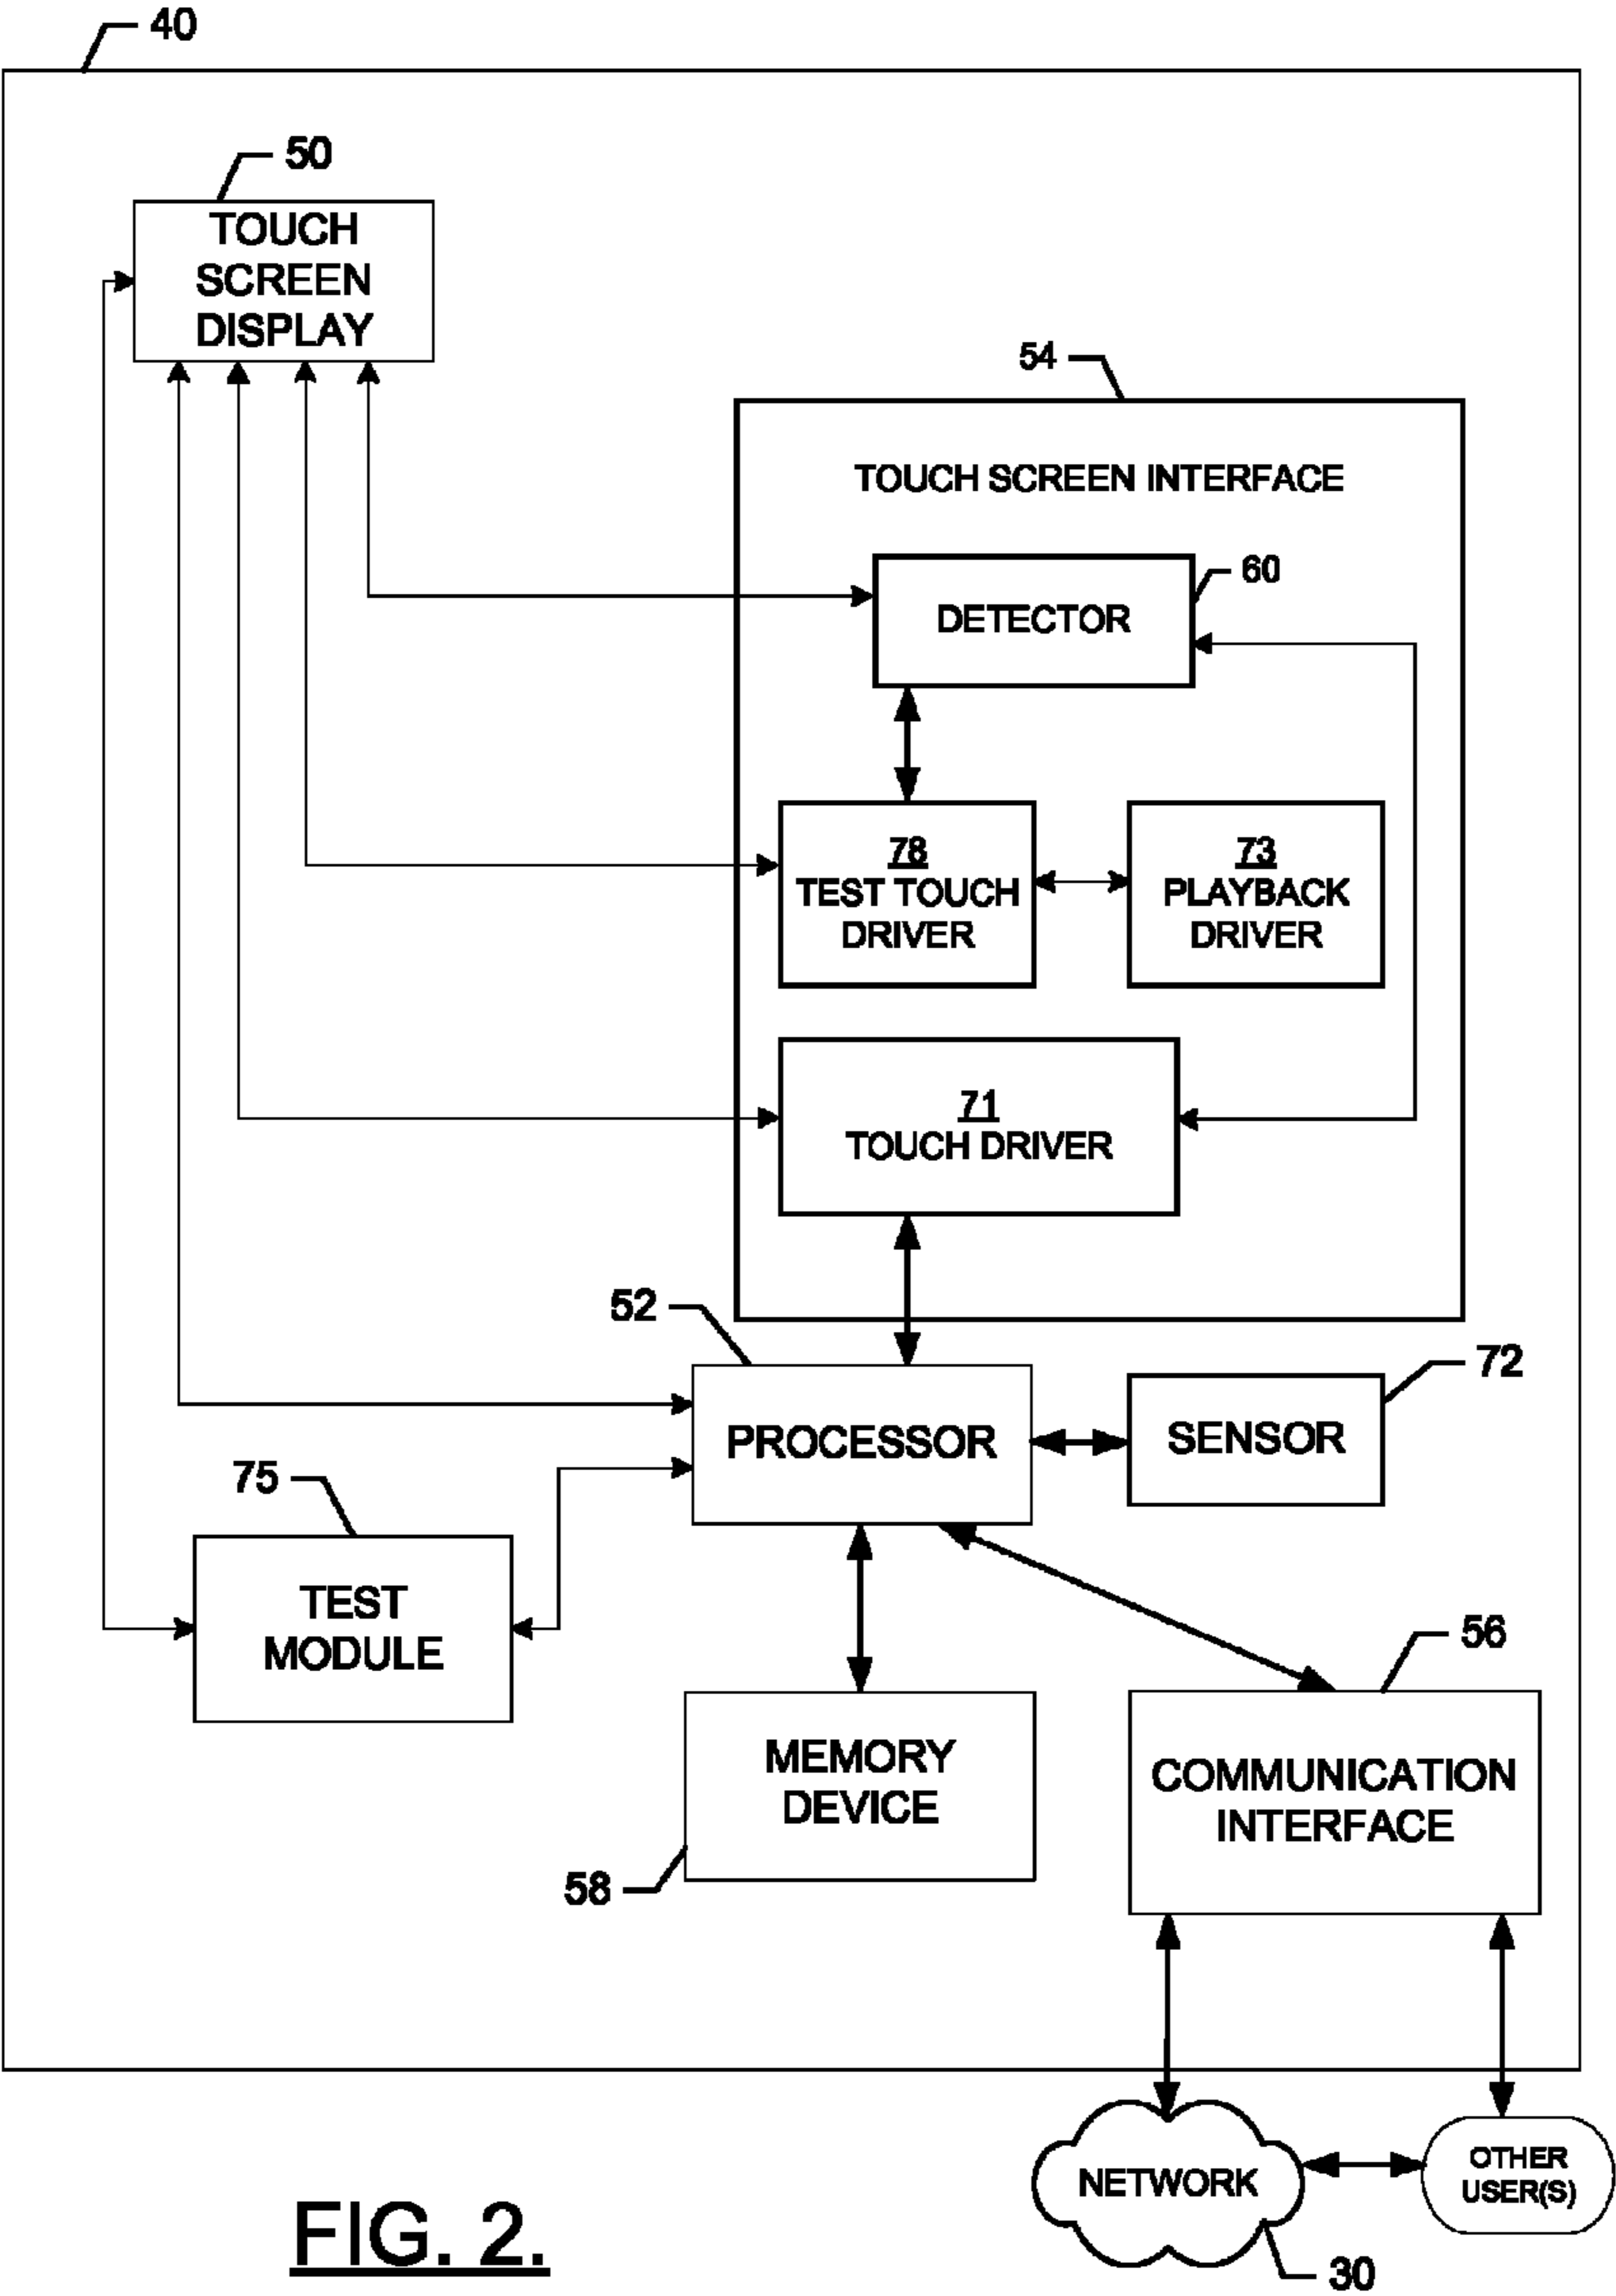 40
50
TOUCH
SCREEN
DISPLAY
54
TOUCH SCREEN INTERFACE
60
DETECTOR
78
TEST TOUCH
DRIVER
73
PLAYBACK
DRIVER
71
TOUCH DRIVER
52
PROCESSOR
72
SENSOR
75
TEST
MODULE
56
MEMORY
DEVICE
58
COMMUNICATION
INTERFACE
NETWORK
OTHER
USER(S)
30
FIG. 2.